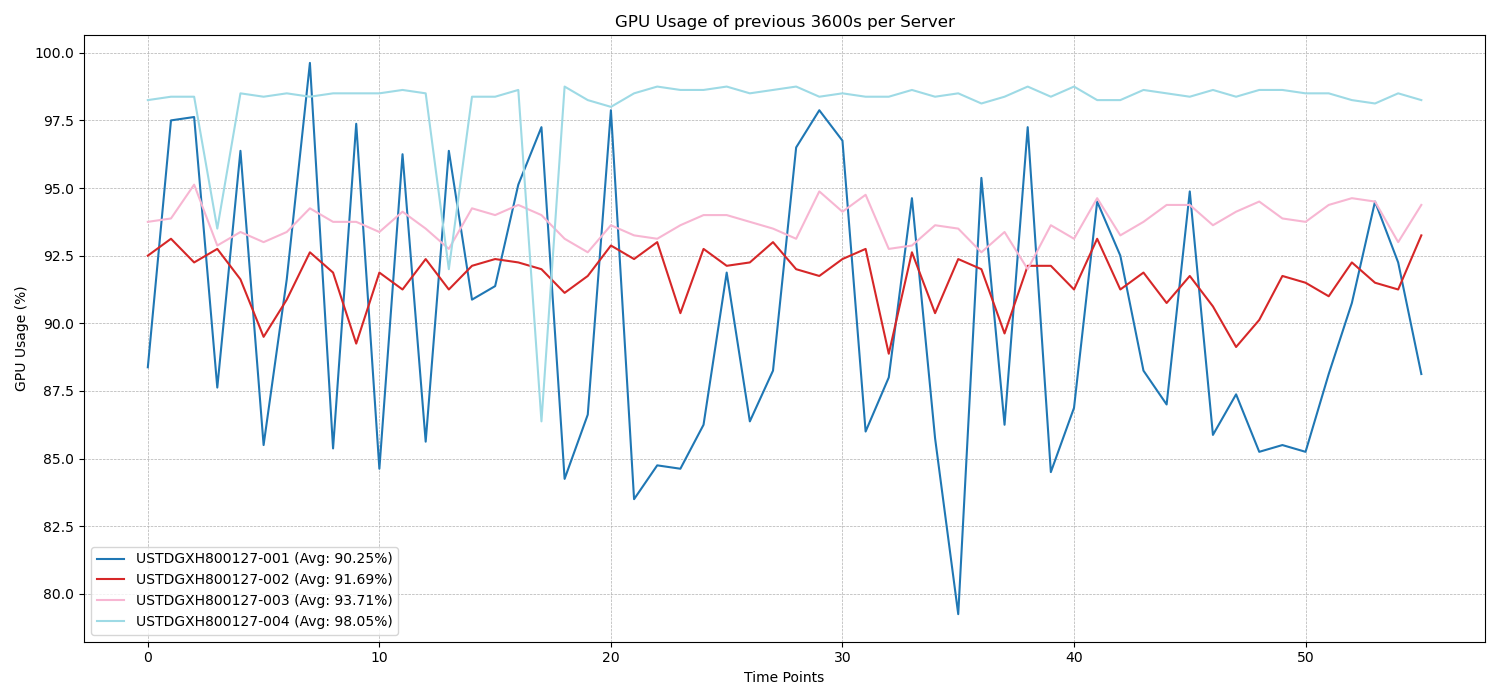 GPU Usage of previous 3600s per Server
GPU Usage (%)
100.0
97.5
95.0
92.5
90.0
87.5
85.0
82.5
80.0
USTDGXH800127-001 (Avg: 90.25%)
USTDGXH800127-002 (Avg: 91.69%)
USTDGXH800127-003 (Avg: 93.71%)
USTDGXH800127-004 (Avg: 98.05%)
0 10 20 30 40 50
Time Points